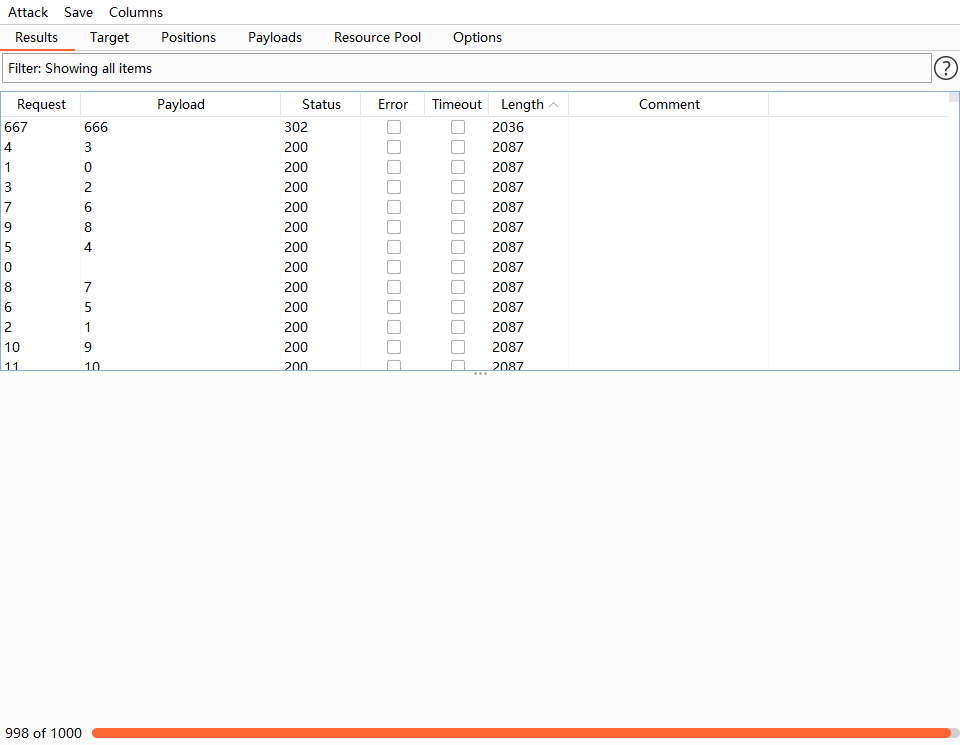 Attack Save Columns
Results Target Positions Payloads Resource Pool Options
Filter: Showing all items ?
Request Payload Status Error Timeout Length Comment
667 666 302 2036
4 3 200 2087
1 0 200 2087
3 2 200 2087
7 6 200 2087
9 8 200 2087
5 4 200 2087
0 200 2087
8 7 200 2087
6 5 200 2087
2 1 200 2087
10 9 200 2087
11 10 200 2087
998 of 1000